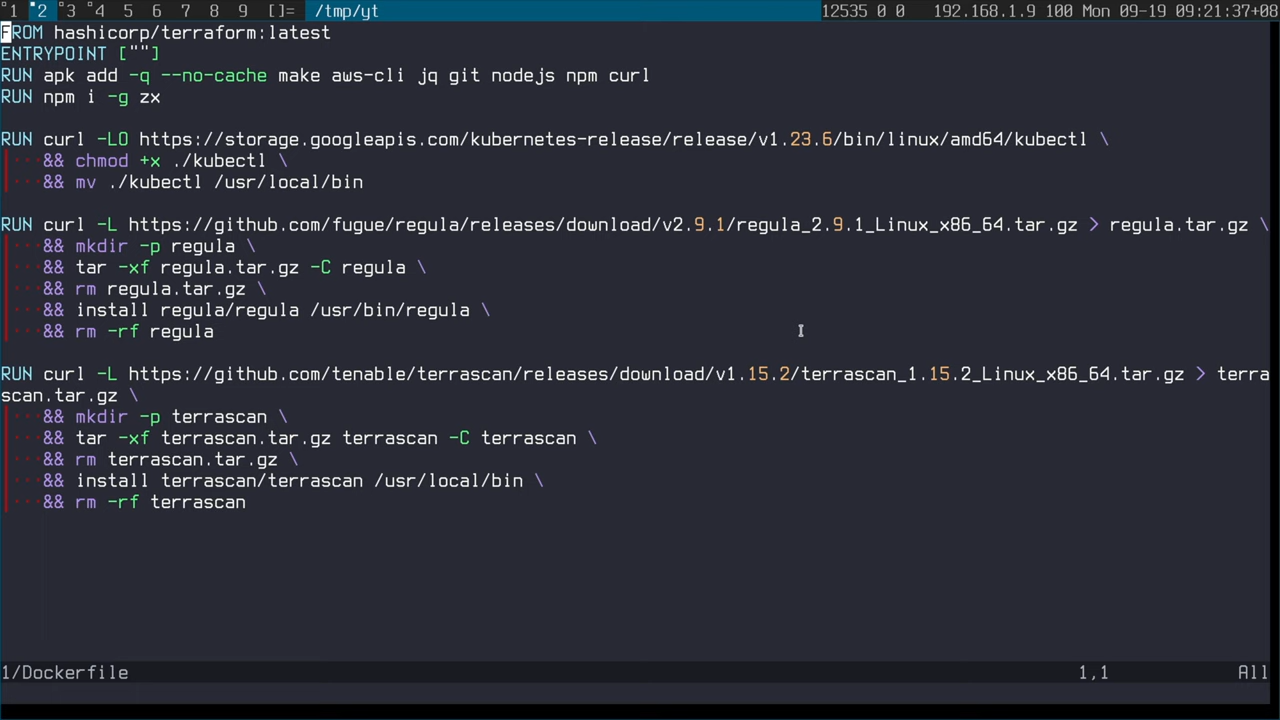 1 2 3 4 5 6 7 8 9 []= /tmp/yt 12535 0 0 192.168.1.9 100 Mon 09-19 09:21:37+08
FROM hashicorp/terraform:latest
ENTRYPOINT [""]
RUN apk add -q --no-cache make aws-cli jq git nodejs npm curl
RUN npm i -g zx
RUN curl -LO https://storage.googleapis.com/kubernetes-release/release/v1.23.6/bin/linux/amd64/kubectl \
&& chmod +x ./kubectl \
&& mv ./kubectl /usr/local/bin
RUN curl -L https://github.com/fugue/regula/releases/download/v2.9.1/regula_2.9.1_Linux_x86_64.tar.gz > regula.tar.gz \
&& mkdir -p regula \
&& tar -xf regula.tar.gz -C regula \
&& rm regula.tar.gz \
&& install regula/regula /usr/bin/regula \
&& rm -rf regula
RUN curl -L https://github.com/tenable/terrascan/releases/download/v1.15.2/terrascan_1.15.2_Linux_x86_64.tar.gz > terra
scan.tar.gz \
&& mkdir -p terrascan \
&& tar -xf terrascan.tar.gz terrascan -C terrascan \
&& rm terrascan.tar.gz \
&& install terrascan/terrascan /usr/local/bin \
&& rm -rf terrascan
1/Dockerfile 1,1 All